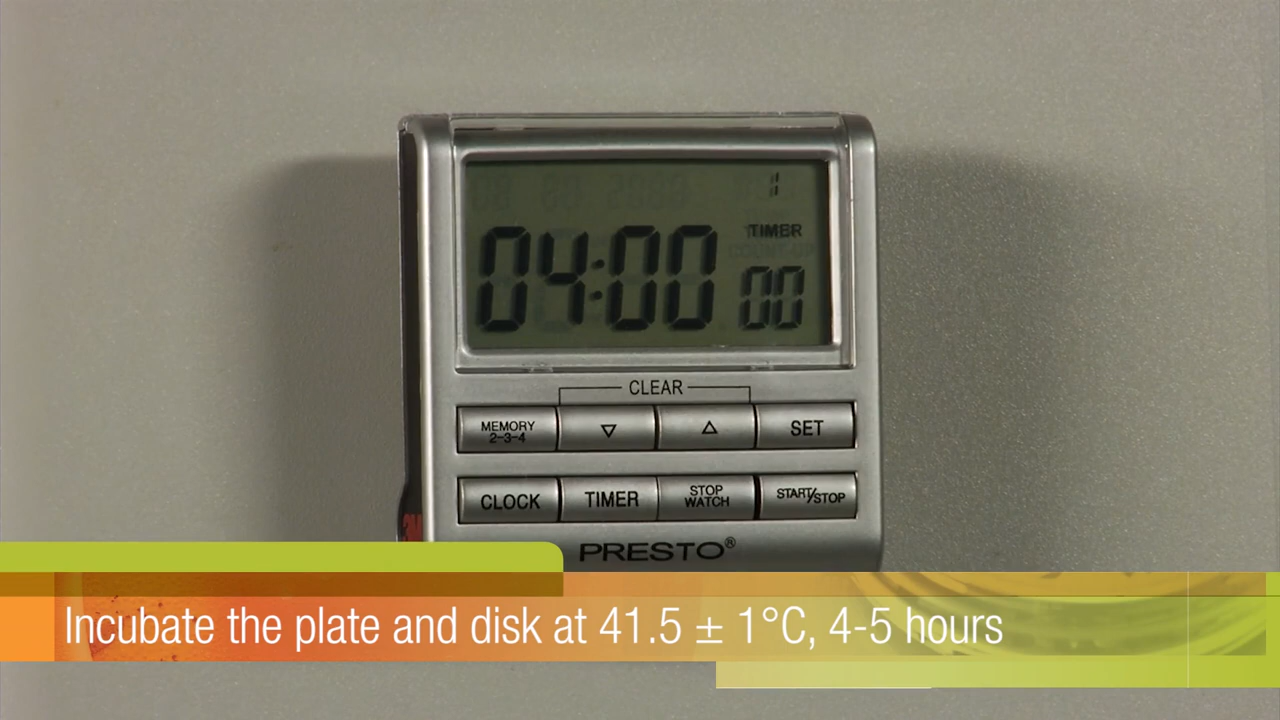 1
TIMER
04:00 00
CLEAR
MEMORY
2-3-4
▽ △
SET
CLOCK
TIMER
STOP
WATCH
START/STOP
PRESTO®
Incubate the plate and disk at 41.5 ± 1°C, 4-5 hours